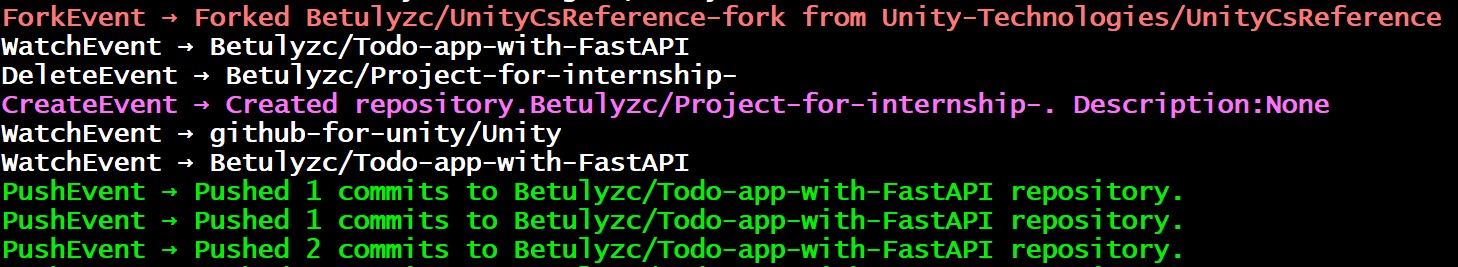 ForkEvent → Forked Betulyzc/UnityCsReference-fork from Unity-Technologies/UnityCsReference
WatchEvent → Betulyzc/Todo-app-with-FastAPI
DeleteEvent → Betulyzc/Project-for-internship-
CreateEvent → Created repository.Betulyzc/Project-for-internship-. Description:None
WatchEvent → github-for-unity/Unity
WatchEvent → Betulyzc/Todo-app-with-FastAPI
PushEvent → Pushed 1 commits to Betulyzc/Todo-app-with-FastAPI repository.
PushEvent → Pushed 1 commits to Betulyzc/Todo-app-with-FastAPI repository.
PushEvent → Pushed 2 commits to Betulyzc/Todo-app-with-FastAPI repository.